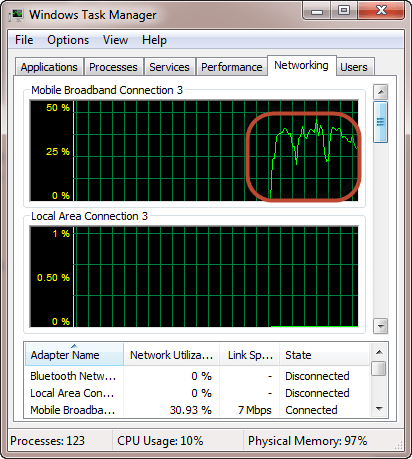 Windows Task Manager
File Options View Help
Applications Processes Services Performance Networking Users
Mobile Broadband Connection 3
50 %
25 %
0 %
Local Area Connection 3
1 %
0.50 %
0 %
Adapter Name Network Utiliza... Link Sp... State
Bluetooth Netw... 0 % - Disconnected
Local Area Con... 0 % - Disconnected
Mobile Broadba... 30.93 % 7 Mbps Connected
Processes: 123 CPU Usage: 10% Physical Memory: 97%